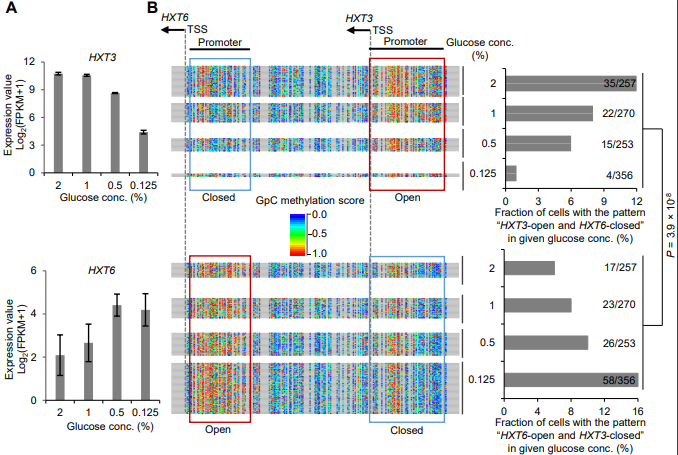 A
HXT3
Expression value
Log2(FPKM+1)
12
9
6
3
0
2 1 0.5 0.125
Glucose conc. (%)
HXT6
Expression value
Log2(FPKM+1)
6
4
2
0
2 1 0.5 0.125
Glucose conc. (%)
B
HXT6
TSS
HXT3
TSS
Promoter
Promoter
Glucose conc.
(%)
2
1
0.5
0.125
Closed
Open
GpC methylation score
0.0
1.0
2
1
0.5
0.125
Open
Closed
35/257
22/270
15/253
4/356
0 3 6 9 12
Fraction of cells with the pattern
“HXT3-open and HXT6-closed”
in given glucose conc. (%)
17/257
23/270
26/253
58/356
0 4 8 12 16
Fraction of cells with the pattern
“HXT6-open and HXT3-closed”
in given glucose conc. (%)
P = 3.9 × 10-8